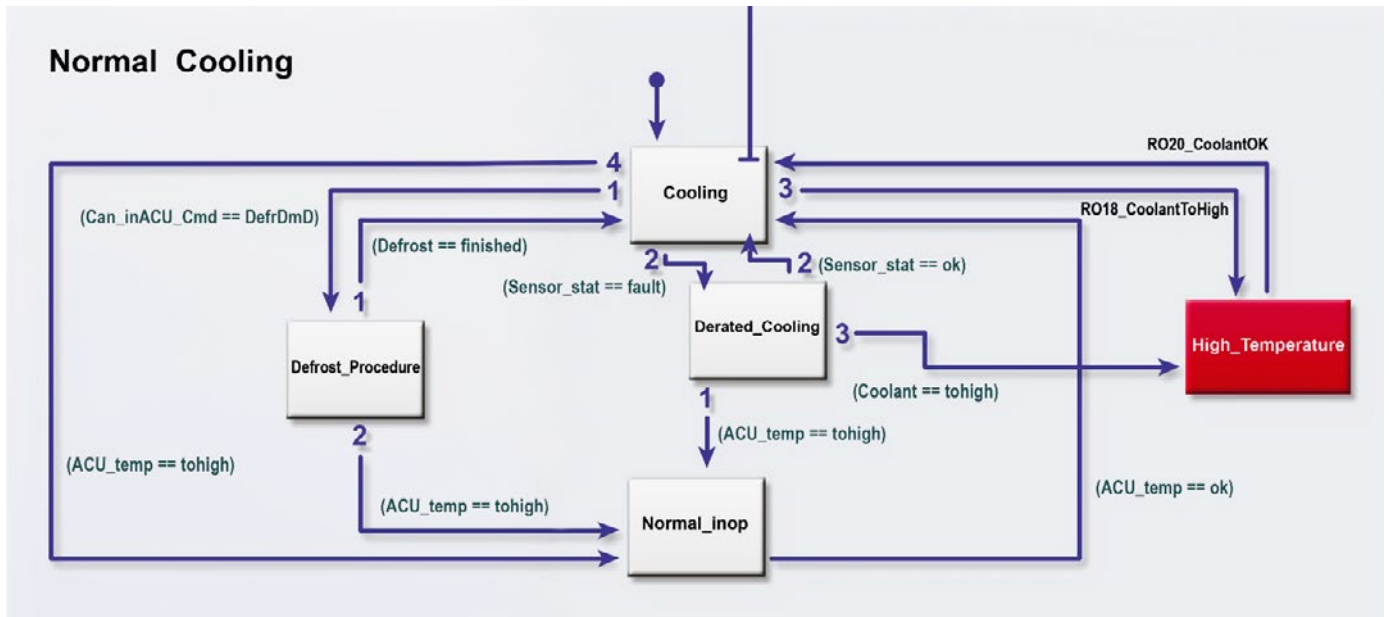 Normal Cooling
RO20_CoolantOK
4
Cooling
1
3
(Can_inACU_Cmd == DefrDmD)
RO18_CoolantToHigh
(Defrost == finished)
2
2
(Sensor_stat == ok)
(Sensor_stat == fault)
1
Derated_Cooling
3
High_Temperature
Defrost_Procedure
(Coolant == tohigh)
1
2
(ACU_temp == tohigh)
(ACU_temp == tohigh)
(ACU_temp == ok)
(ACU_temp == tohigh)
Normal_inop